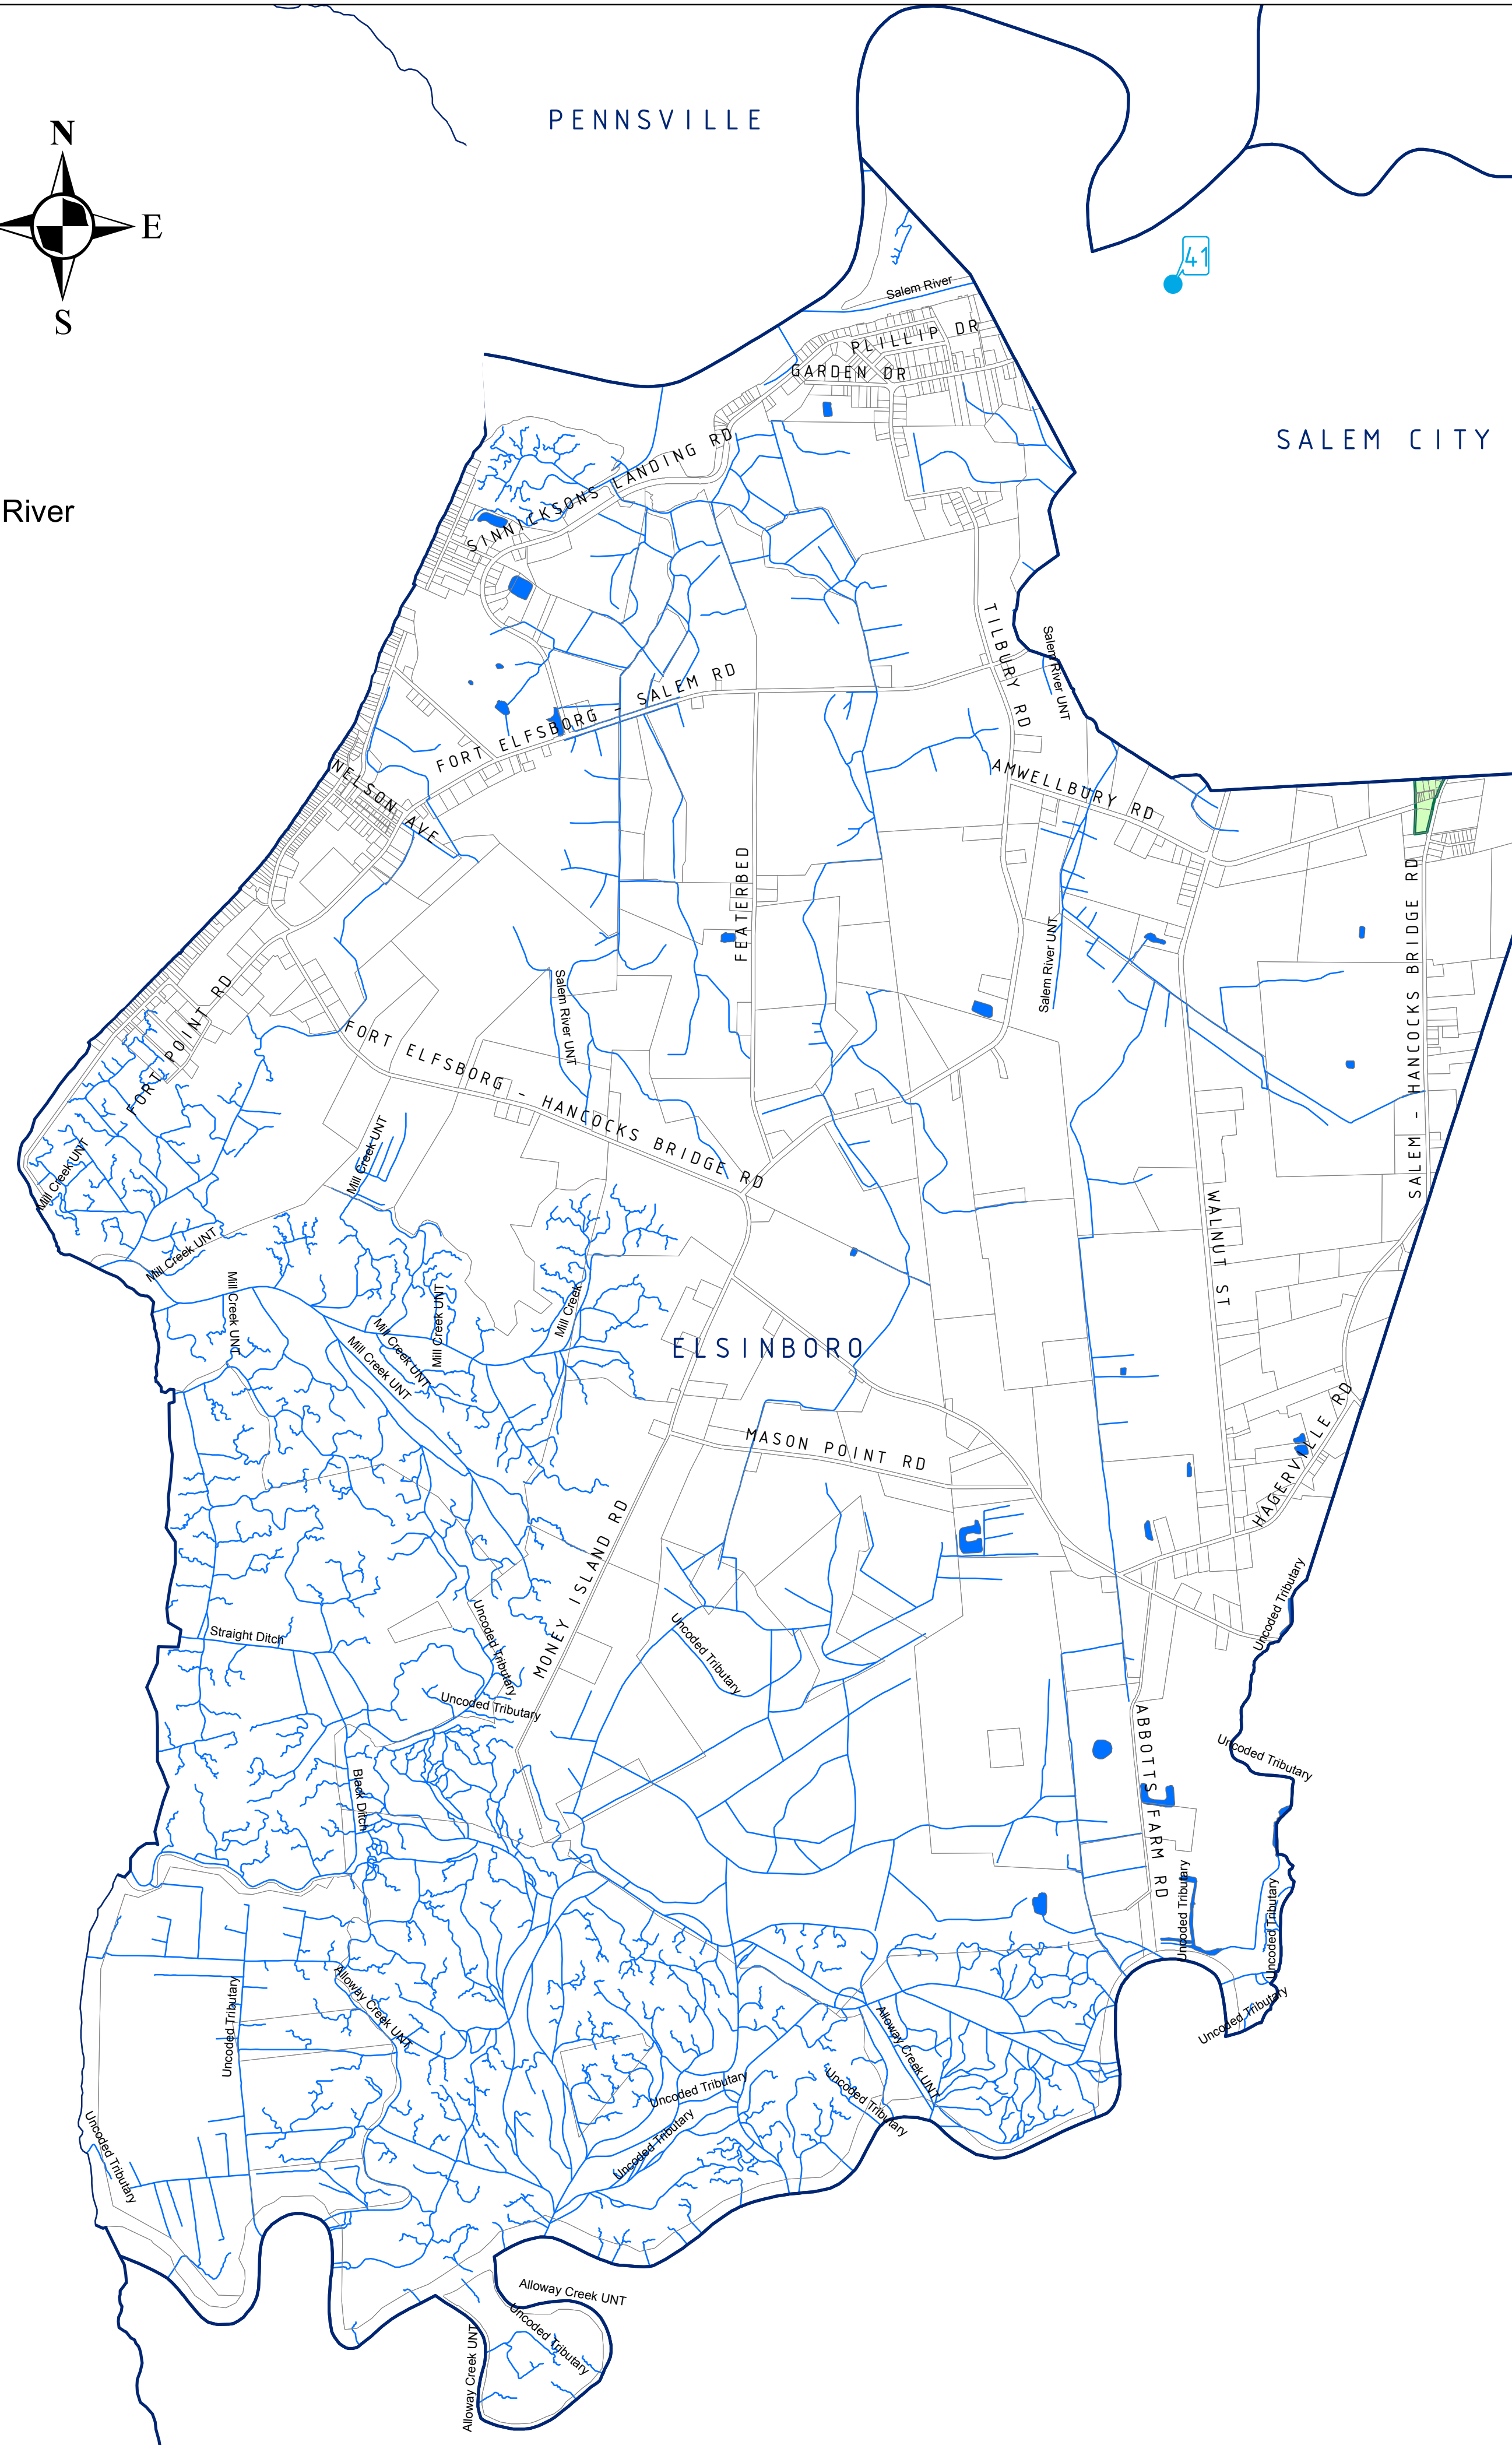 PENNSVILLE
N
E
S
41
Salem River
PLILLIP DR
GARDEN DR
SALEM CITY
SINNICKSONS LANDING RD
River
TILBURY RD
Salem River UNT
FORT ELFSBORG - SALEM RD
NELSON AVE
AMWELLBURY RD
FEATERBED
SALEM - HANCOCKS BRIDGE RD
Salem River UNT
Salem River UNT
FORT POINT RD
FORT ELFSBORG - HANCOCKS BRIDGE RD
Mill Creek UNT
Mill Creek UNT
Mill Creek UNT
WALNUT ST
Mill Creek UNT
Mill Creek UNT
Mill Creek
Mill Creek UNT
Mill Creek UNT
ELSINBORO
HAGERVILLE RD
MASON POINT RD
MONEY ISLAND RD
Uncoded Tributary
Straight Ditch
Uncoded Tributary
Uncoded Tributary
Uncoded Tributary
ABBOTTS FARM RD
Uncoded Tributary
Black Ditch
Uncoded Tributary
Uncoded Tributary
Alloway Creek UNT
Uncoded Tributary
Uncoded Tributary
Alloway Creek UNT
Uncoded Tributary
Uncoded Tributary
Uncoded Tributary
Uncoded Tributary
Alloway Creek UNT
Uncoded Tributary
Alloway Creek UNT